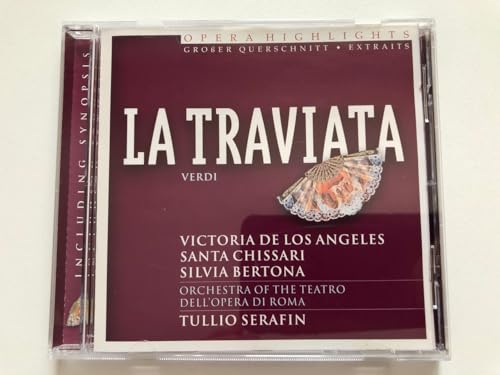 OPERA HIGHLIGHTS
GROßER QUERSCHNITT • EXTRAITS
LA TRAVIATA
VERDI
VICTORIA DE LOS ANGELES
SANTA CHISSARI
SILVIA BERTONA
ORCHESTRA OF THE TEATRO
DELL'OPERA DI ROMA
TULLIO SERAFIN
INCLUDING SYNOPSIS